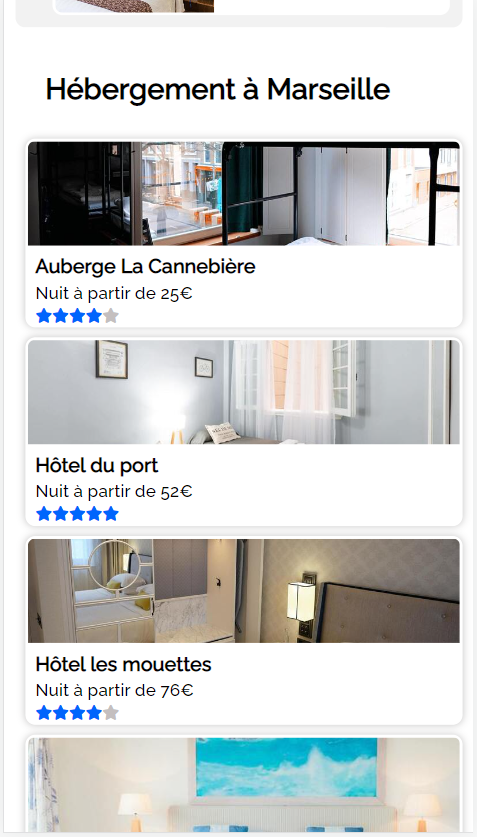 Hébergement à Marseille
Auberge La Cannebière
Nuit à partir de 25€
Hôtel du port
Nuit à partir de 52€
Hôtel les mouettes
Nuit à partir de 76€